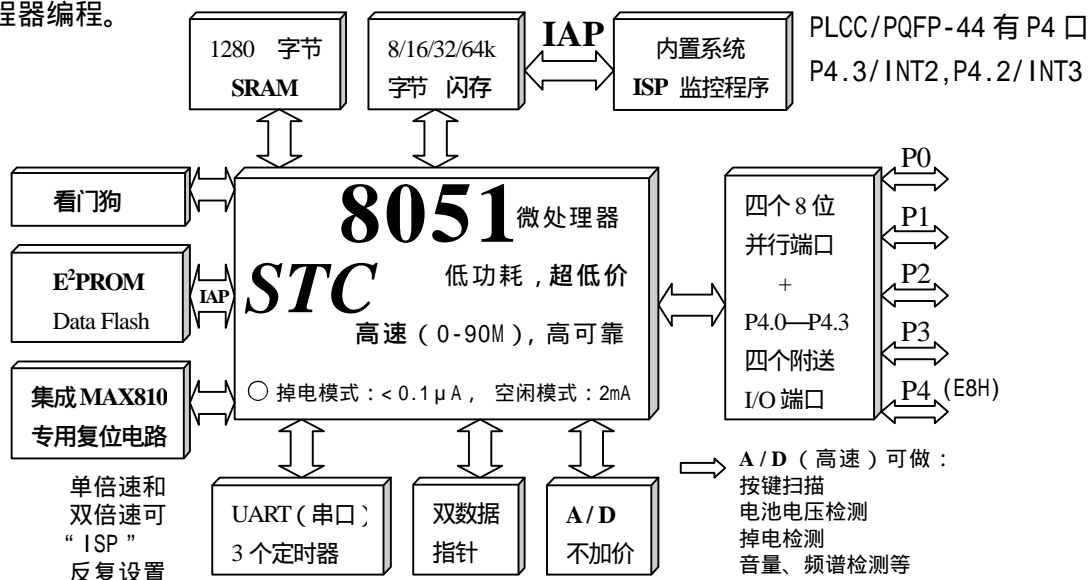 程器编程。
1280 字节
SRAM
8/16/32/64k
字节 闪存
IAP
内置系统
ISP 监控程序
PLCC/PQFP-44 有 P4 口
P4.3/INT2,P4.2/INT3
看门狗
E²PROM
Data Flash
IAP
集成 MAX810
专用复位电路
8051 微处理器
STC
低功耗，超低价
高速（0-90M），高可靠
○ 掉电模式：< 0.1μA， 空闲模式：2mA
四个 8 位
并行端口
+
P4.0—P4.3
四个附送
I/O 端口
P0
P1
P2
P3
P4 (E8H)
单倍速和
双倍速可
“ISP”
反复设置
UART（串口）
3 个定时器
双数据
指针
A/D
不加价
A/D （高速）可做：
按键扫描
电池电压检测
掉电检测
音量、频谱检测等